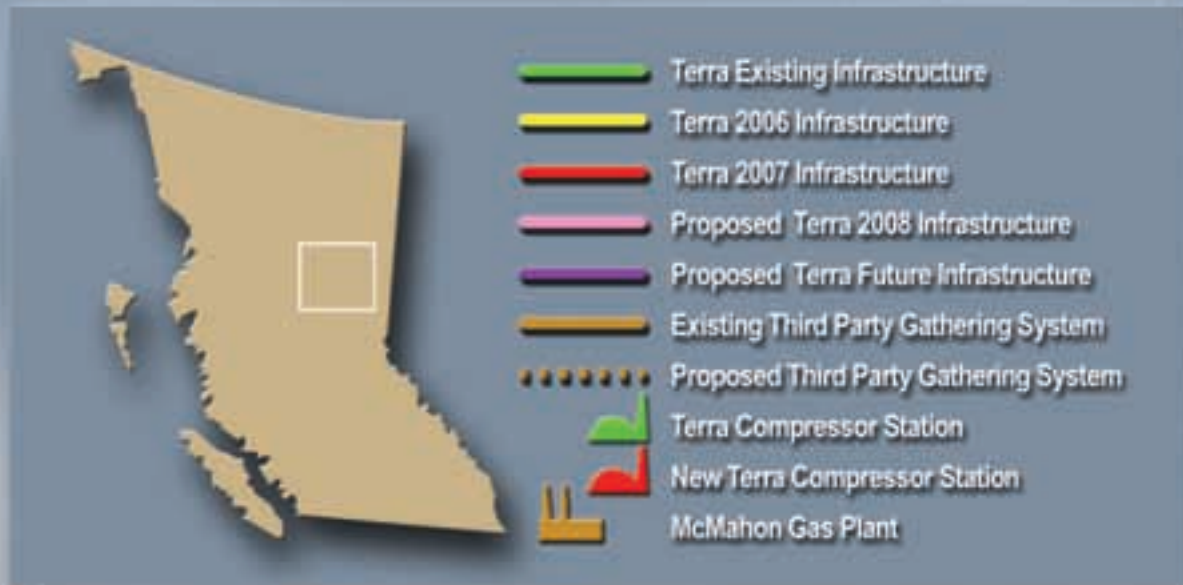 Terra Existing Infrastructure
Terra 2006 Infrastructure
Terra 2007 Infrastructure
Proposed Terra 2008 Infrastructure
Proposed Terra Future Infrastructure
Existing Third Party Gathering System
Proposed Third Party Gathering System
Terra Compressor Station
New Terra Compressor Station
McMahon Gas Plant